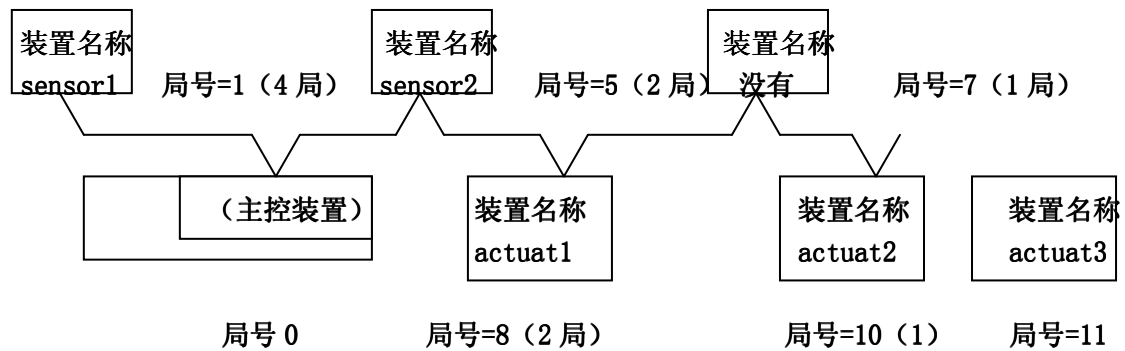 装置名称 装置名称 装置名称
sensor1 局号=1（4 局） sensor2 局号=5（2 局） 没有 局号=7（1 局）
（主控装置） 装置名称 装置名称 装置名称
actuat1 actuat2 actuat3
局号 0 局号=8（2 局） 局号=10（1） 局号=11